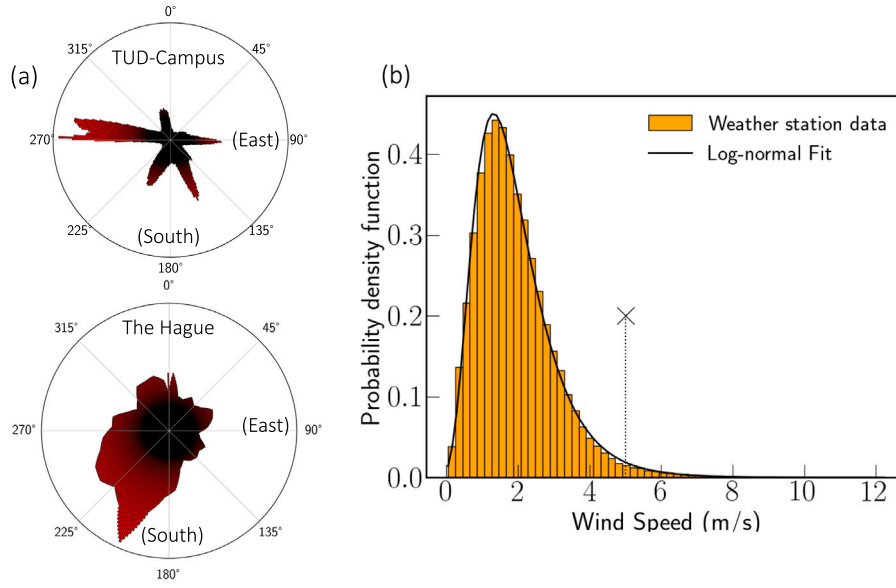 (a)
0°
315°
45°
TUD-Campus
270°
(East)
90°
225°
135°
(South)
180°
0°
315°
45°
The Hague
270°
(East)
90°
225°
135°
(South)
180°
(b)
Weather station data
Log-normal Fit
Probability density function
0.4
0.3
0.2
0.1
0.0
0 2 4 6 8 10 12
Wind Speed (m/s)